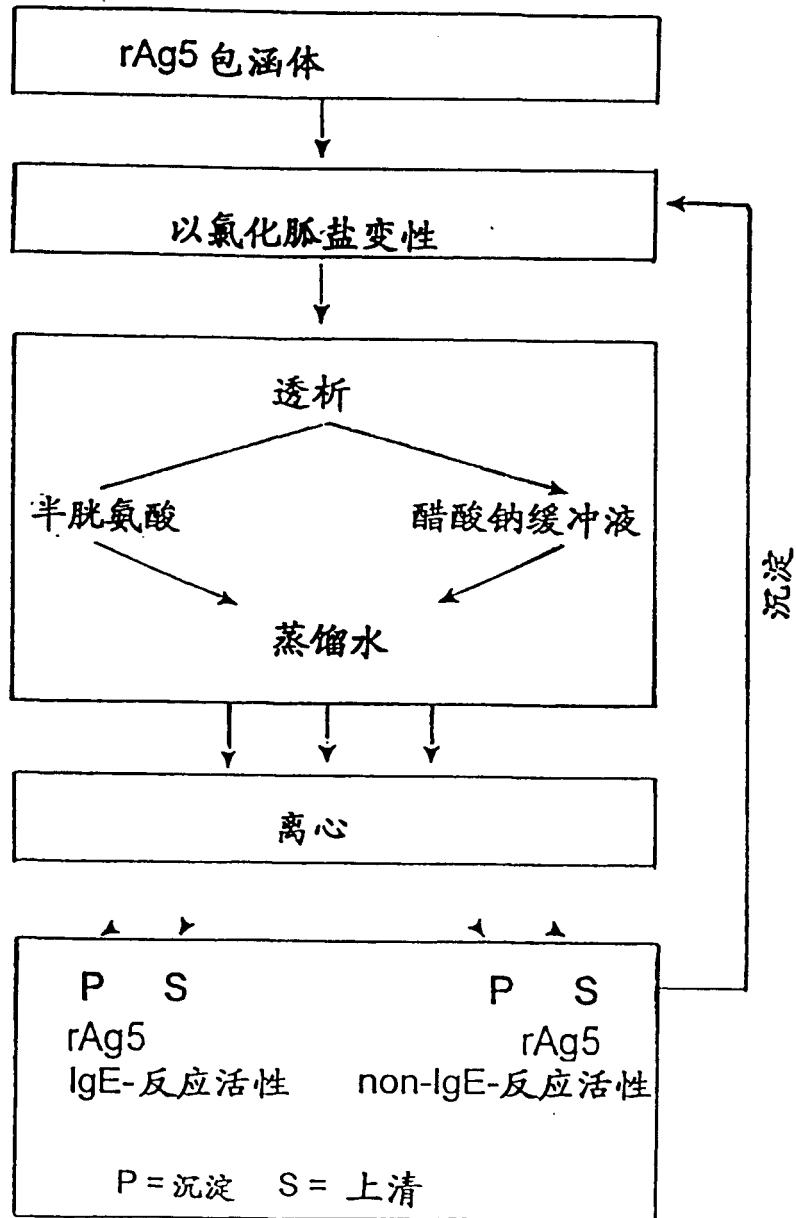 rAg5 包涵体
以氯化胍盐变性
透析
半胱氨酸 醋酸钠缓冲液
蒸馏水
沉淀
离心
P S P S
rAg5 rAg5
IgE-反应活性 non-IgE-反应活性
P = 沉淀 S = 上清